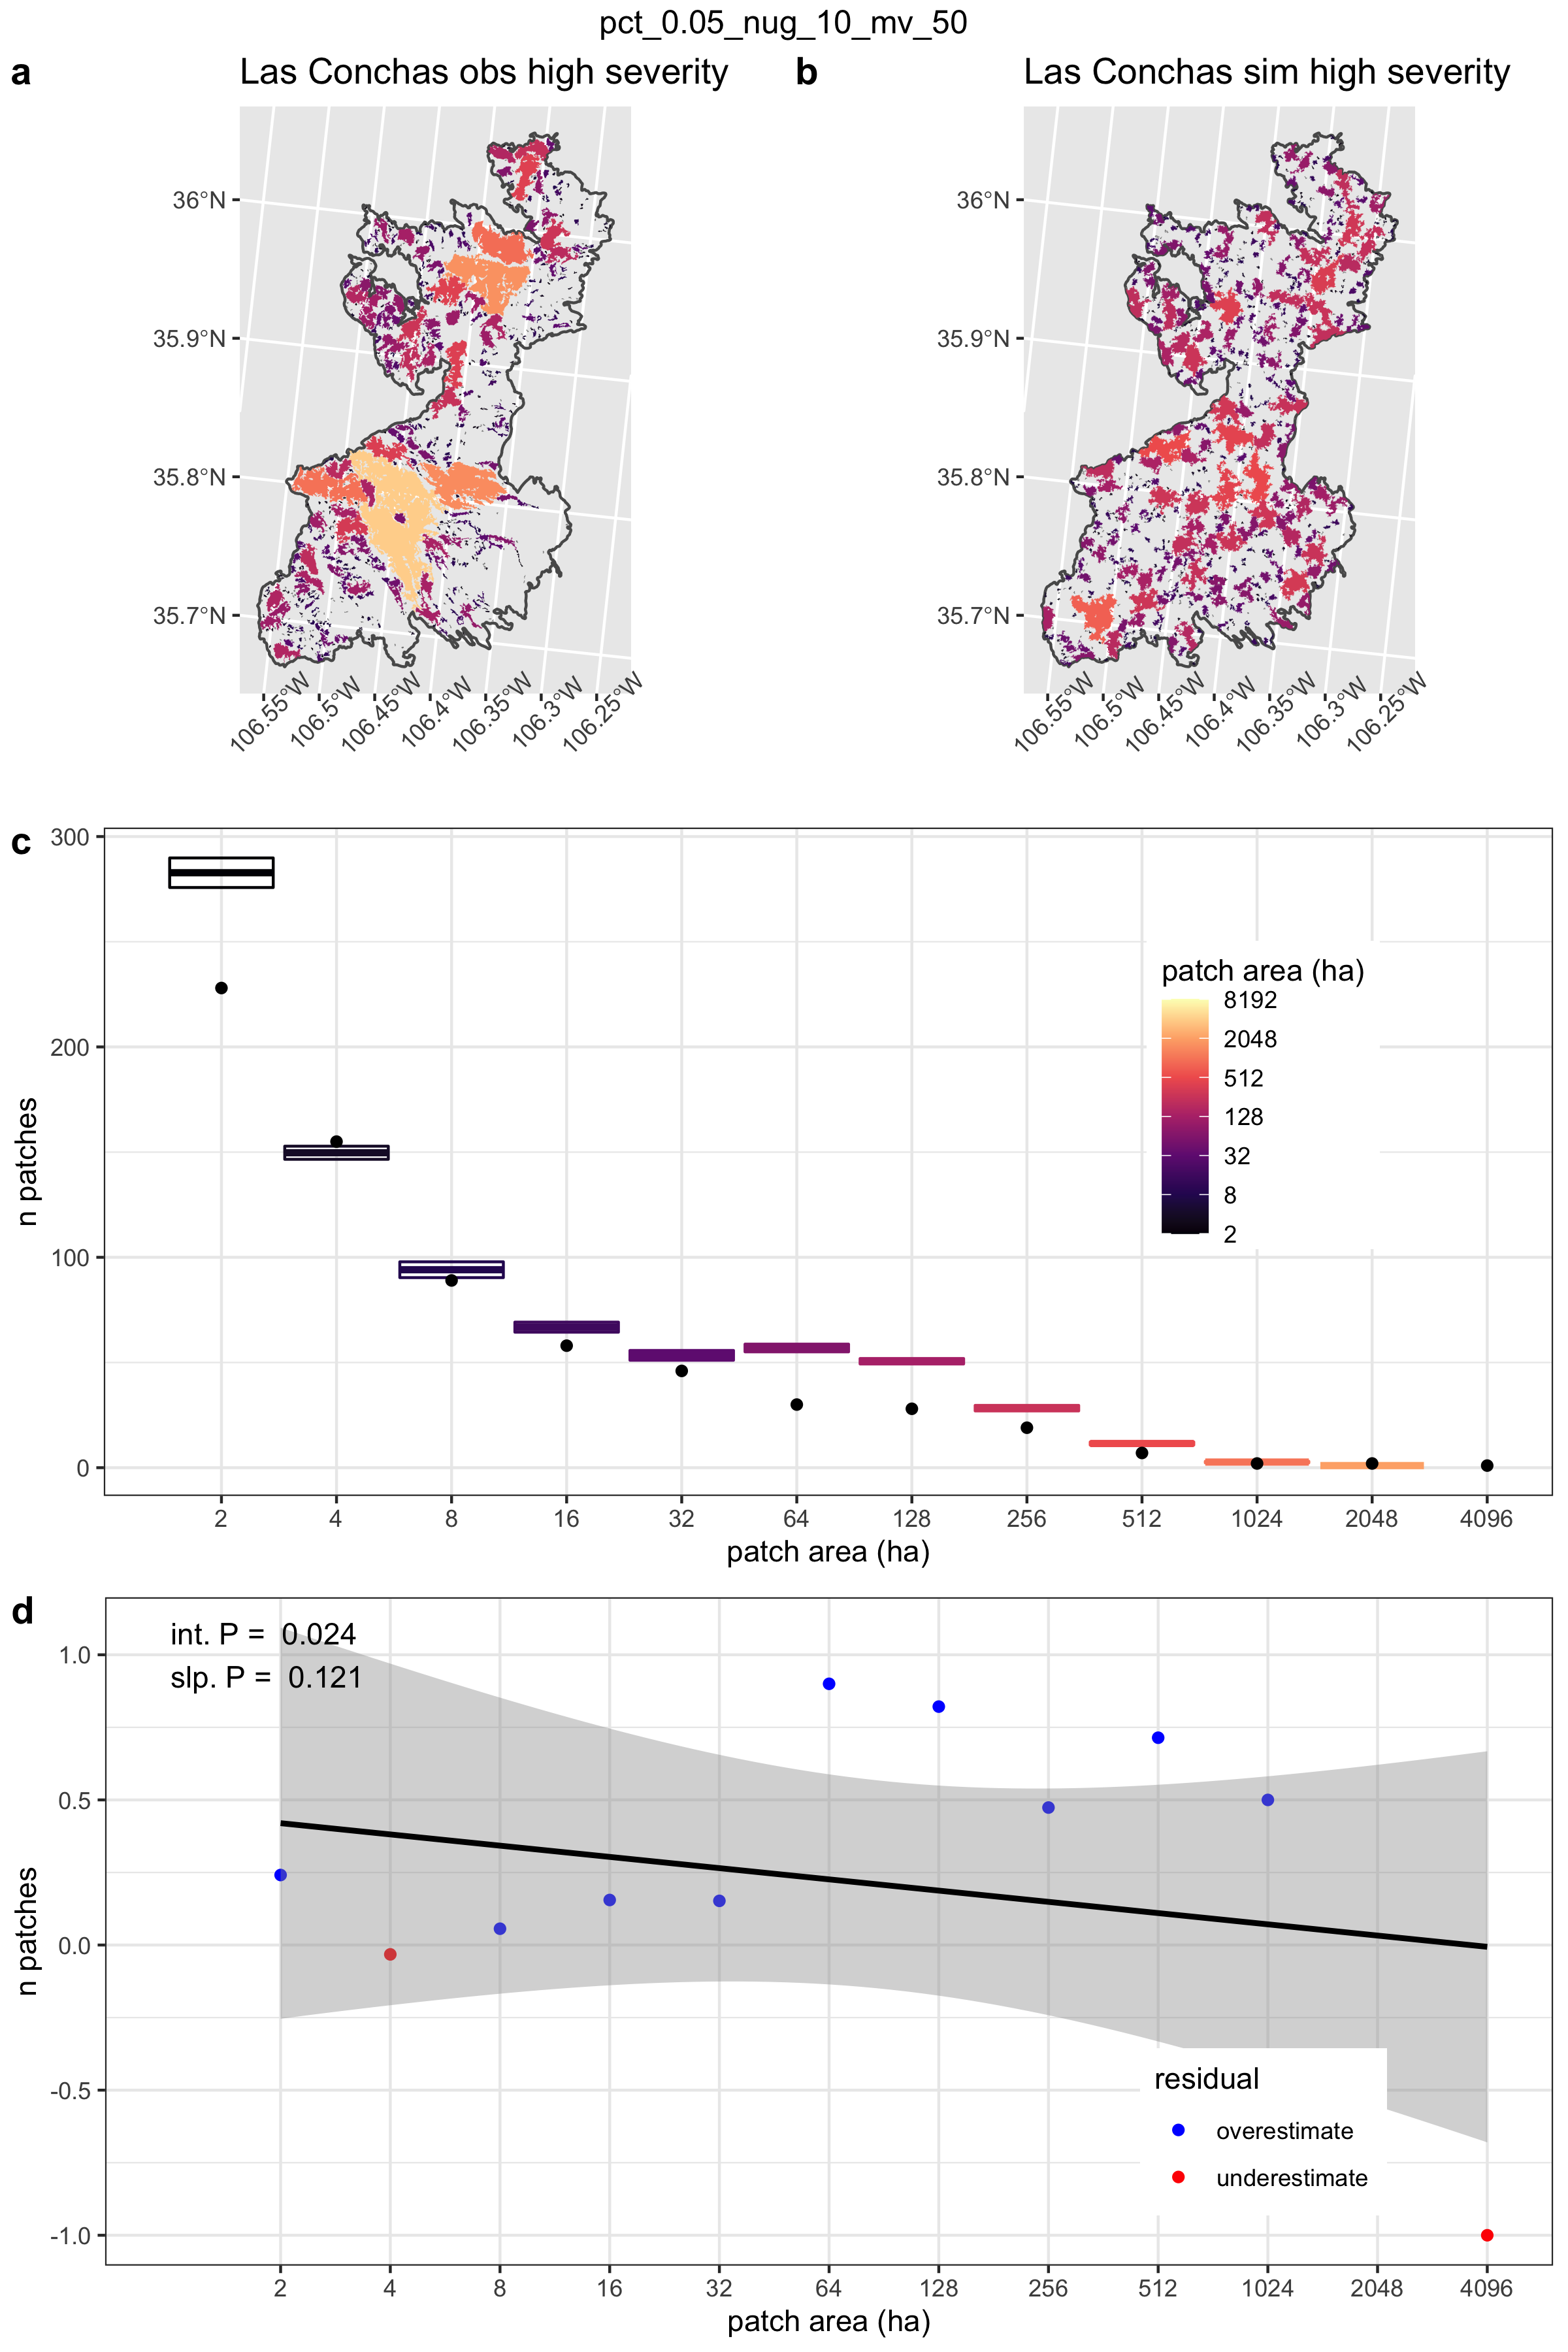 pct_0.05_nug_10_mv_50
a
Las Conchas obs high severity
b
Las Conchas sim high severity
36°N
35.9°N
35.8°N
35.7°N
106.55°W
106.5°W
106.45°W
106.4°W
106.35°W
106.3°W
106.25°W
36°N
35.9°N
35.8°N
35.7°N
106.55°W
106.5°W
106.45°W
106.4°W
106.35°W
106.3°W
106.25°W
c
300
200
100
0
n patches
patch area (ha)
8192
2048
512
128
32
8
2
2 4 8 16 32 64 128 256 512 1024 2048 4096
patch area (ha)
d
int. P = 0.024
slp. P = 0.121
1.0
0.5
0.0
-0.5
-1.0
n patches
residual
overestimate
underestimate
2 4 8 16 32 64 128 256 512 1024 2048 4096
patch area (ha)